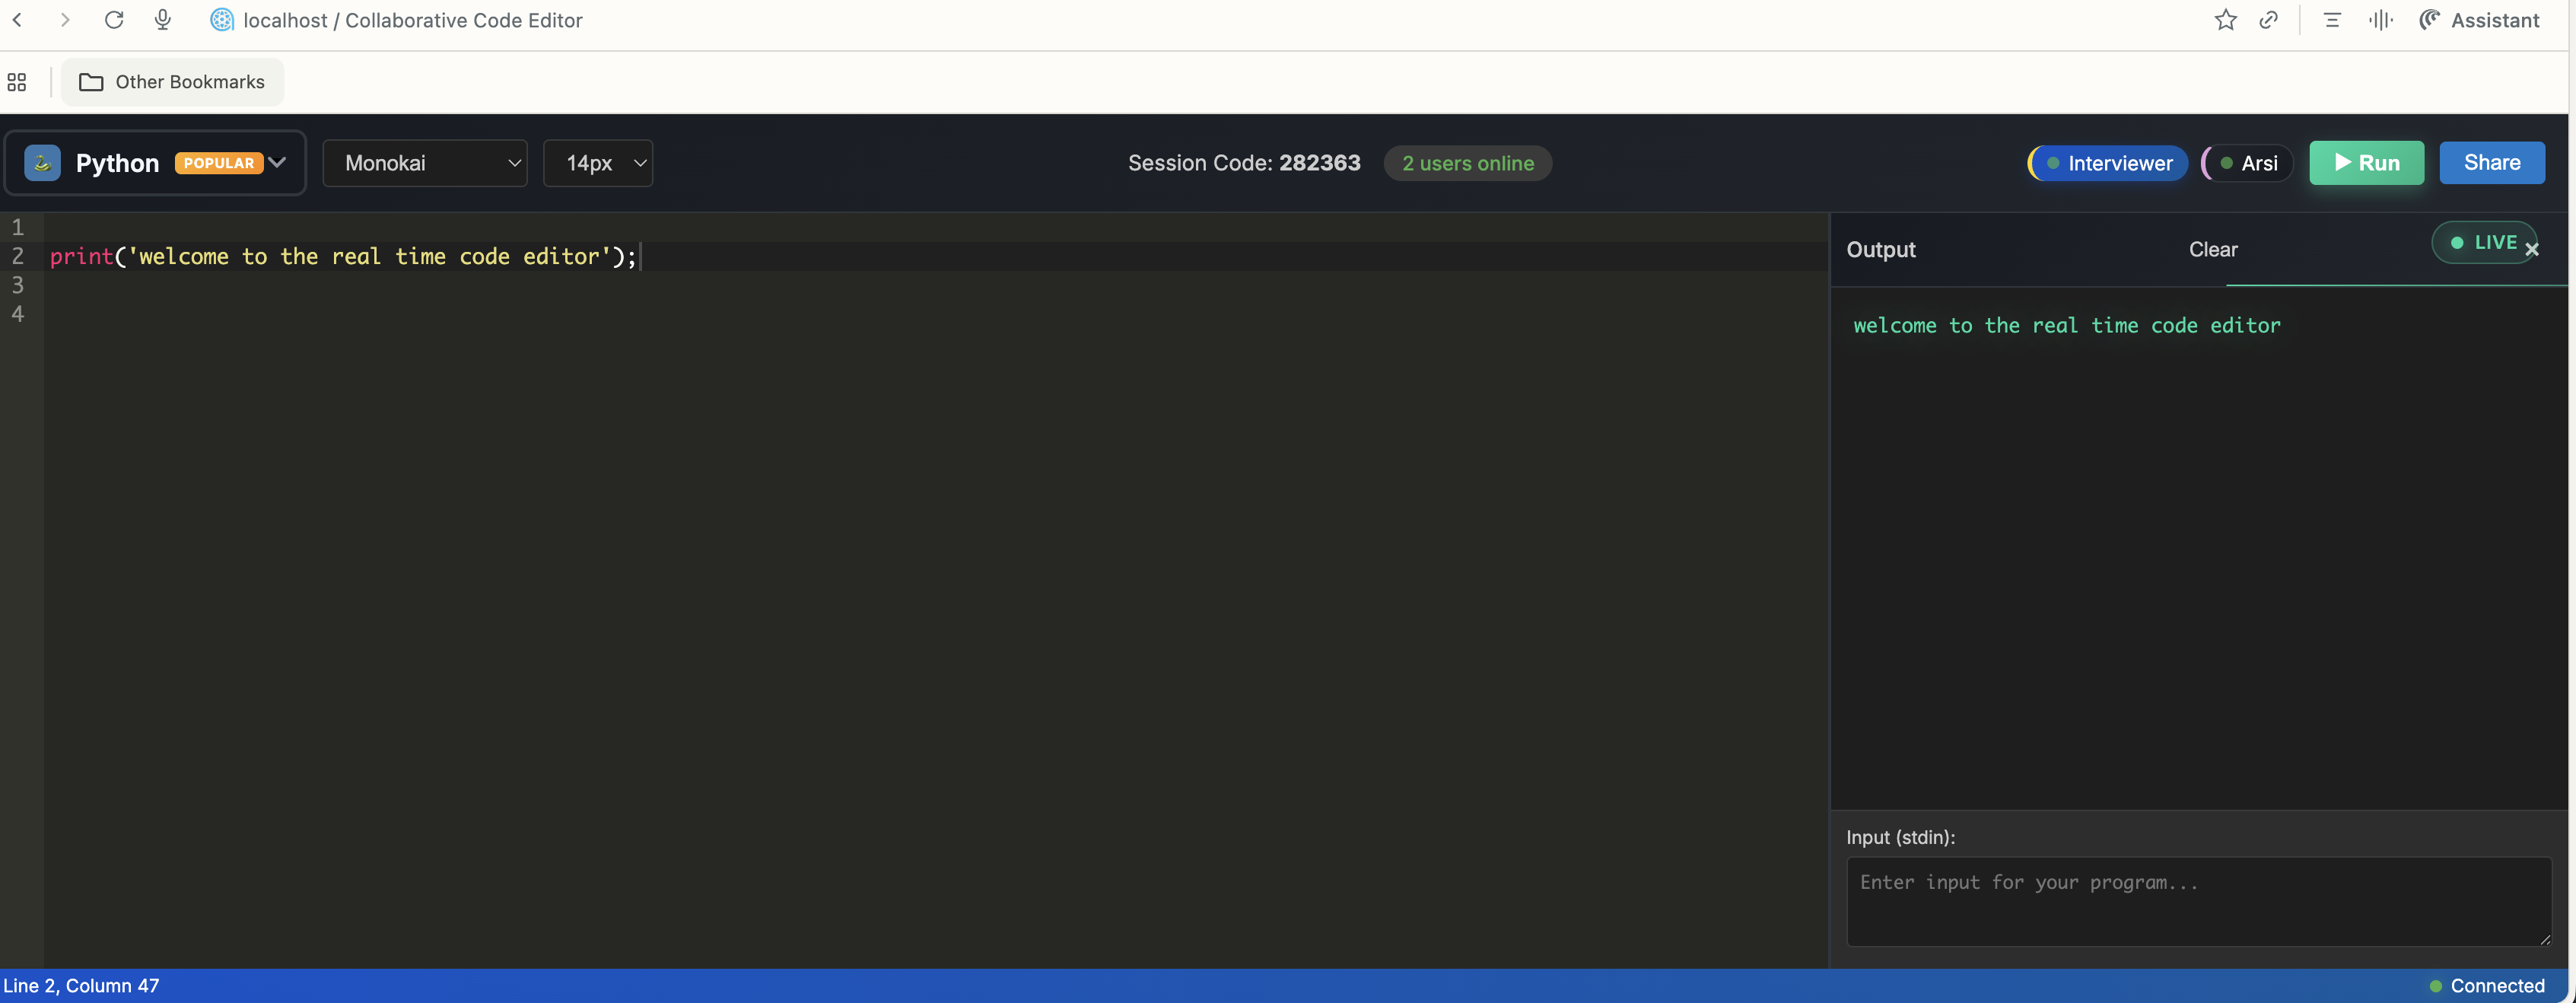 localhost / Collaborative Code Editor
Assistant
Other Bookmarks
Python POPULAR
Monokai
14px
Session Code: 282363
2 users online
Interviewer
Arsi
Run
Share
1
2 print('welcome to the real time code editor');
3
4
Output
Clear
LIVE
welcome to the real time code editor
Input (stdin):
Enter input for your program...
Line 2, Column 47
Connected